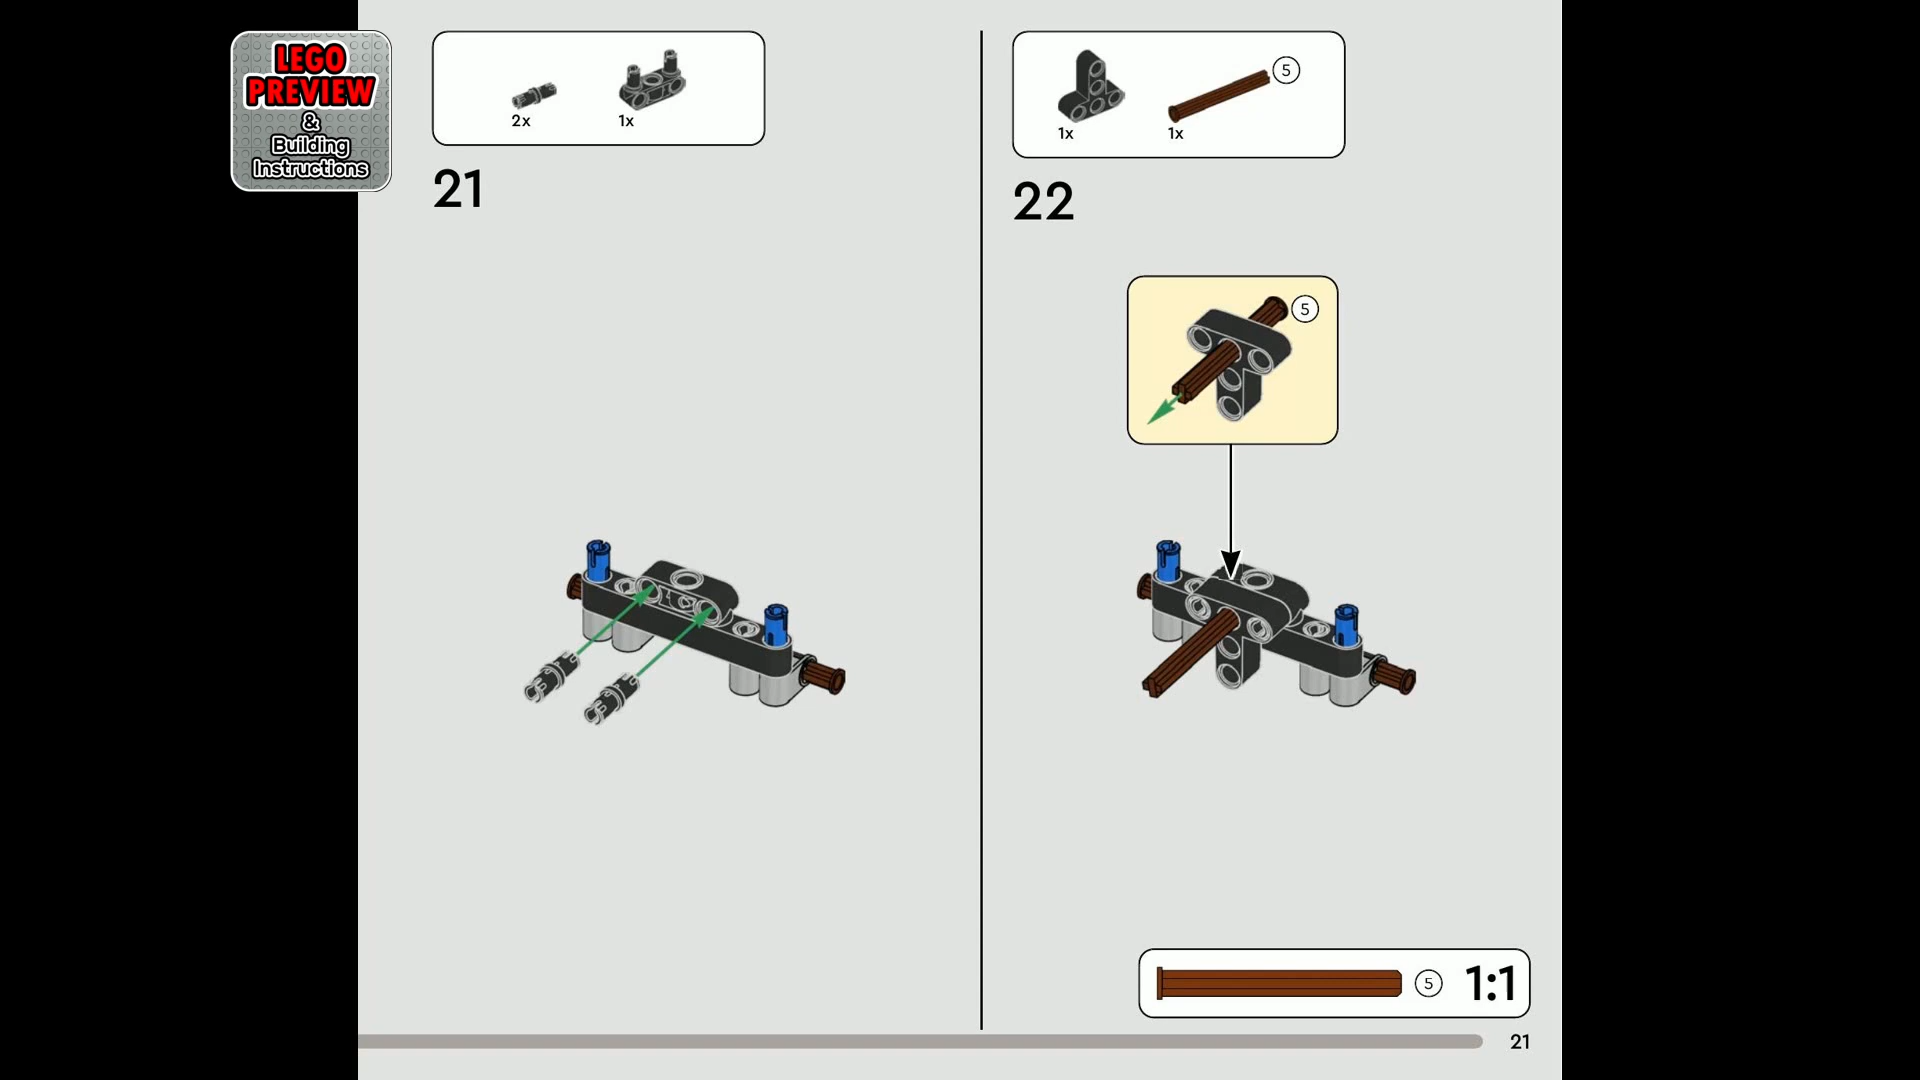 LEGO
PREVIEW
&
Building
Instructions
2x
1x
21
1x
1x
5
22
5
5
1:1
21